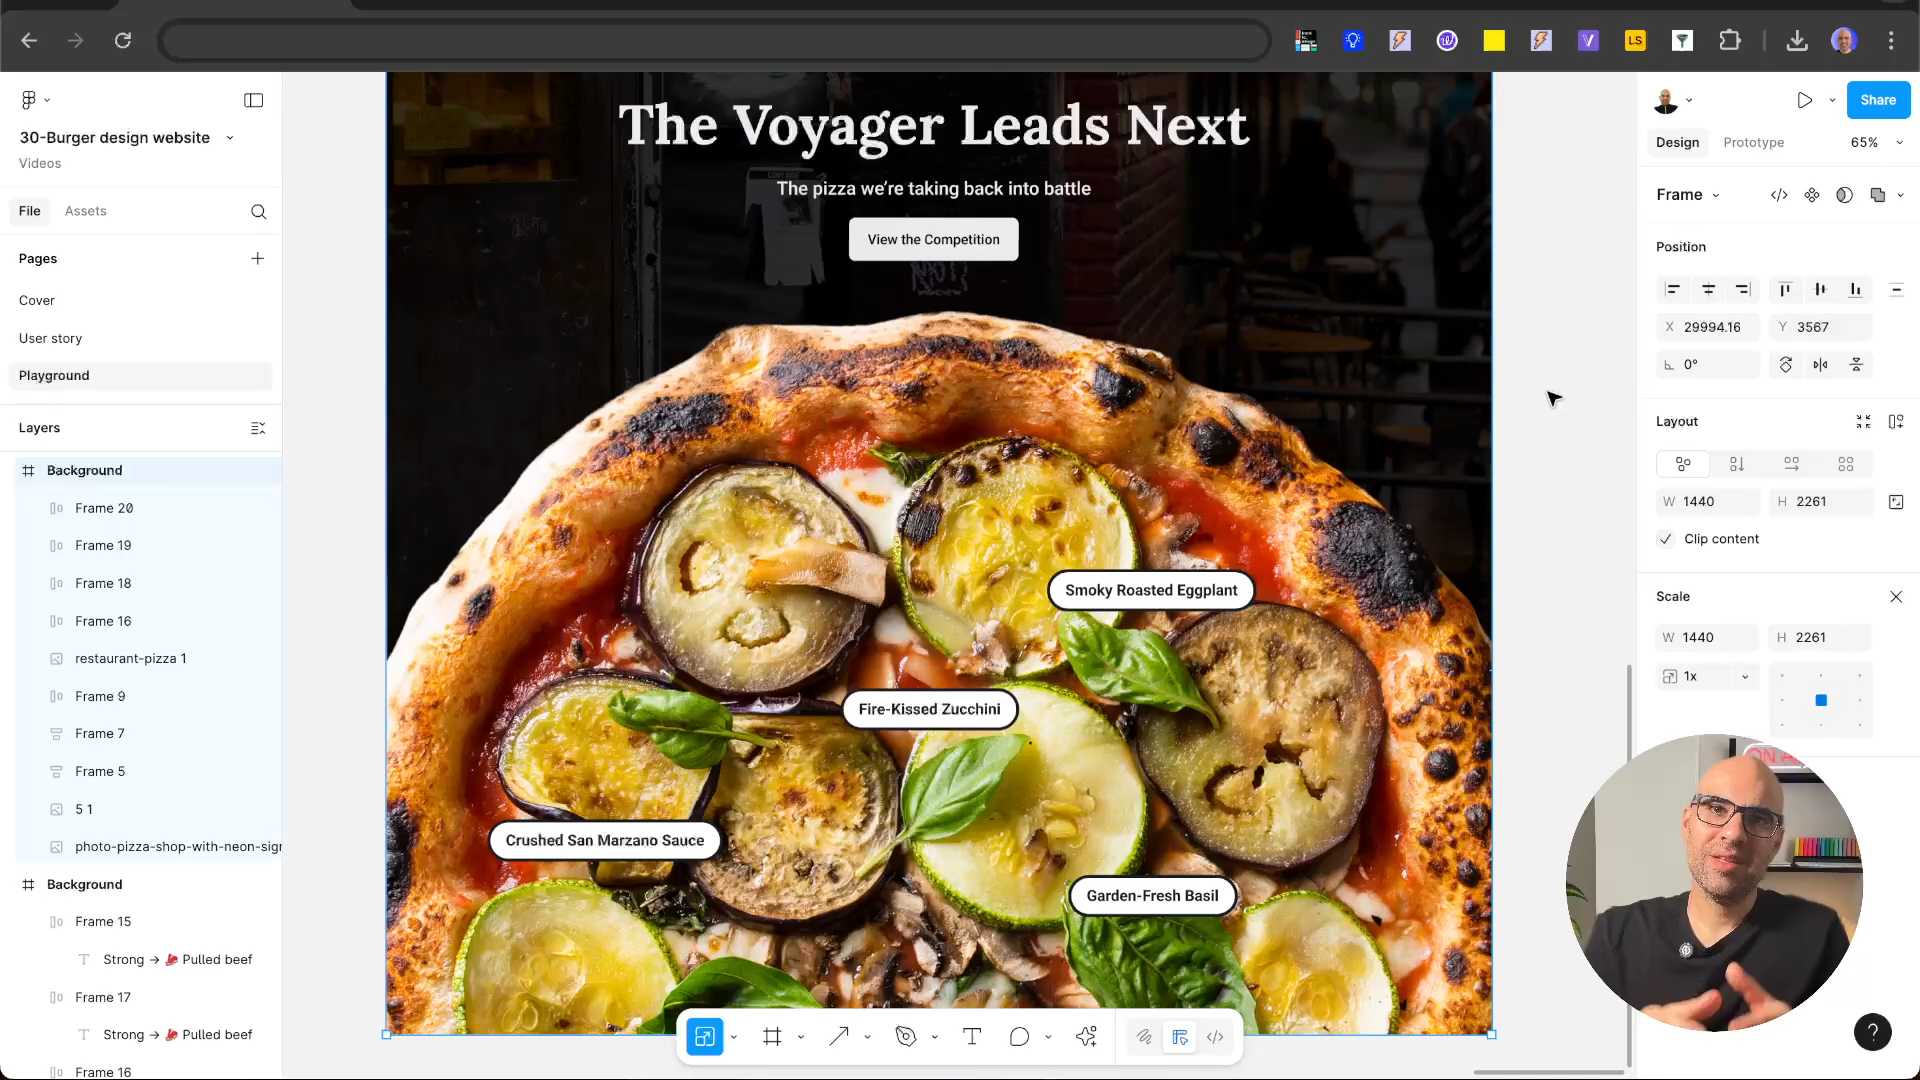 LS
30-Burger design website
Videos
File
Assets
Pages
Cover
User story
Playground
Layers
Background
Frame 20
Frame 19
Frame 18
Frame 16
restaurant-pizza 1
Frame 9
Frame 7
Frame 5
5 1
photo-pizza-shop-with-neon-sign
Background
Frame 15
Strong → Pulled beef
Frame 17
Strong → Pulled beef
Frame 16
The Voyager Leads Next
The pizza we’re taking back into battle
View the Competition
Smoky Roasted Eggplant
Fire-Kissed Zucchini
Crushed San Marzano Sauce
Garden-Fresh Basil
Share
Design
Prototype
65%
Frame
Position
X 29994.16
Y 3567
0°
Layout
W 1440
H 2261
Clip content
Scale
W 1440
H 2261
1x
ON A
?